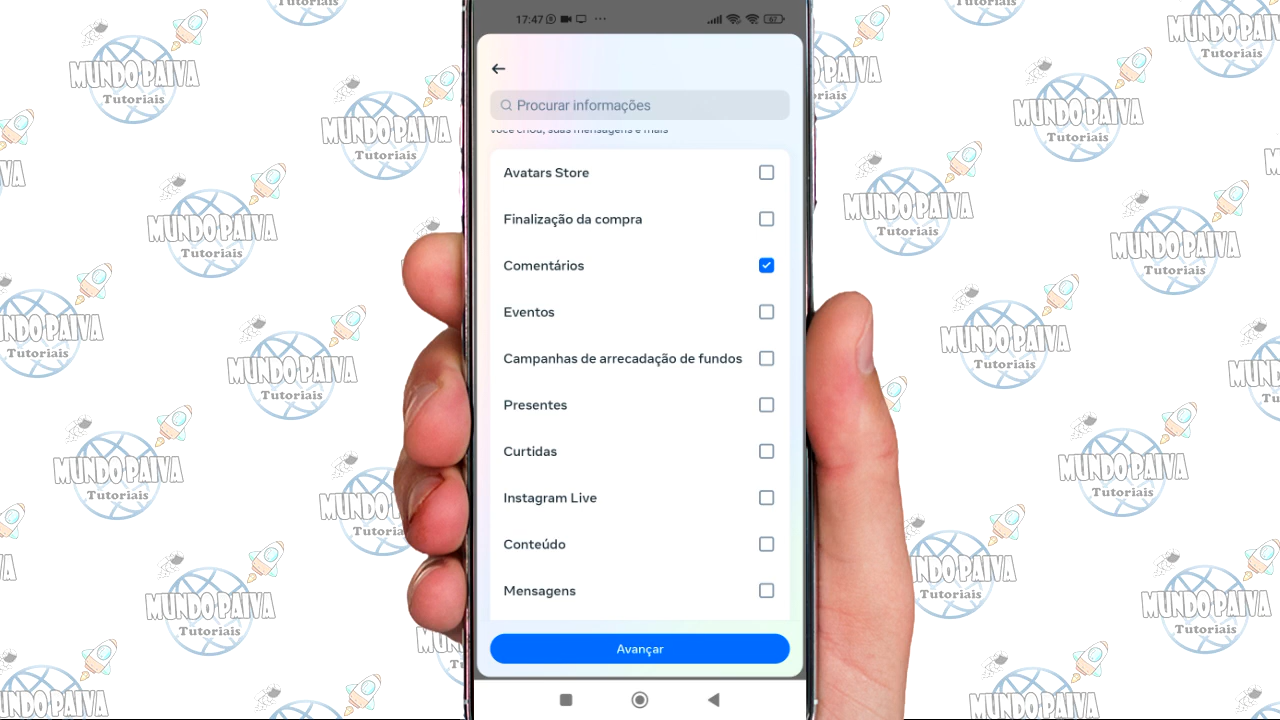 17:47
67
Procurar informações
você criou, suas mensagens e mais
Avatars Store
Finalização da compra
Comentários
Eventos
Campanhas de arrecadação de fundos
Presentes
Curtidas
Instagram Live
Conteúdo
Mensagens
Avançar
MUNDO PAIVA
Tutoriais